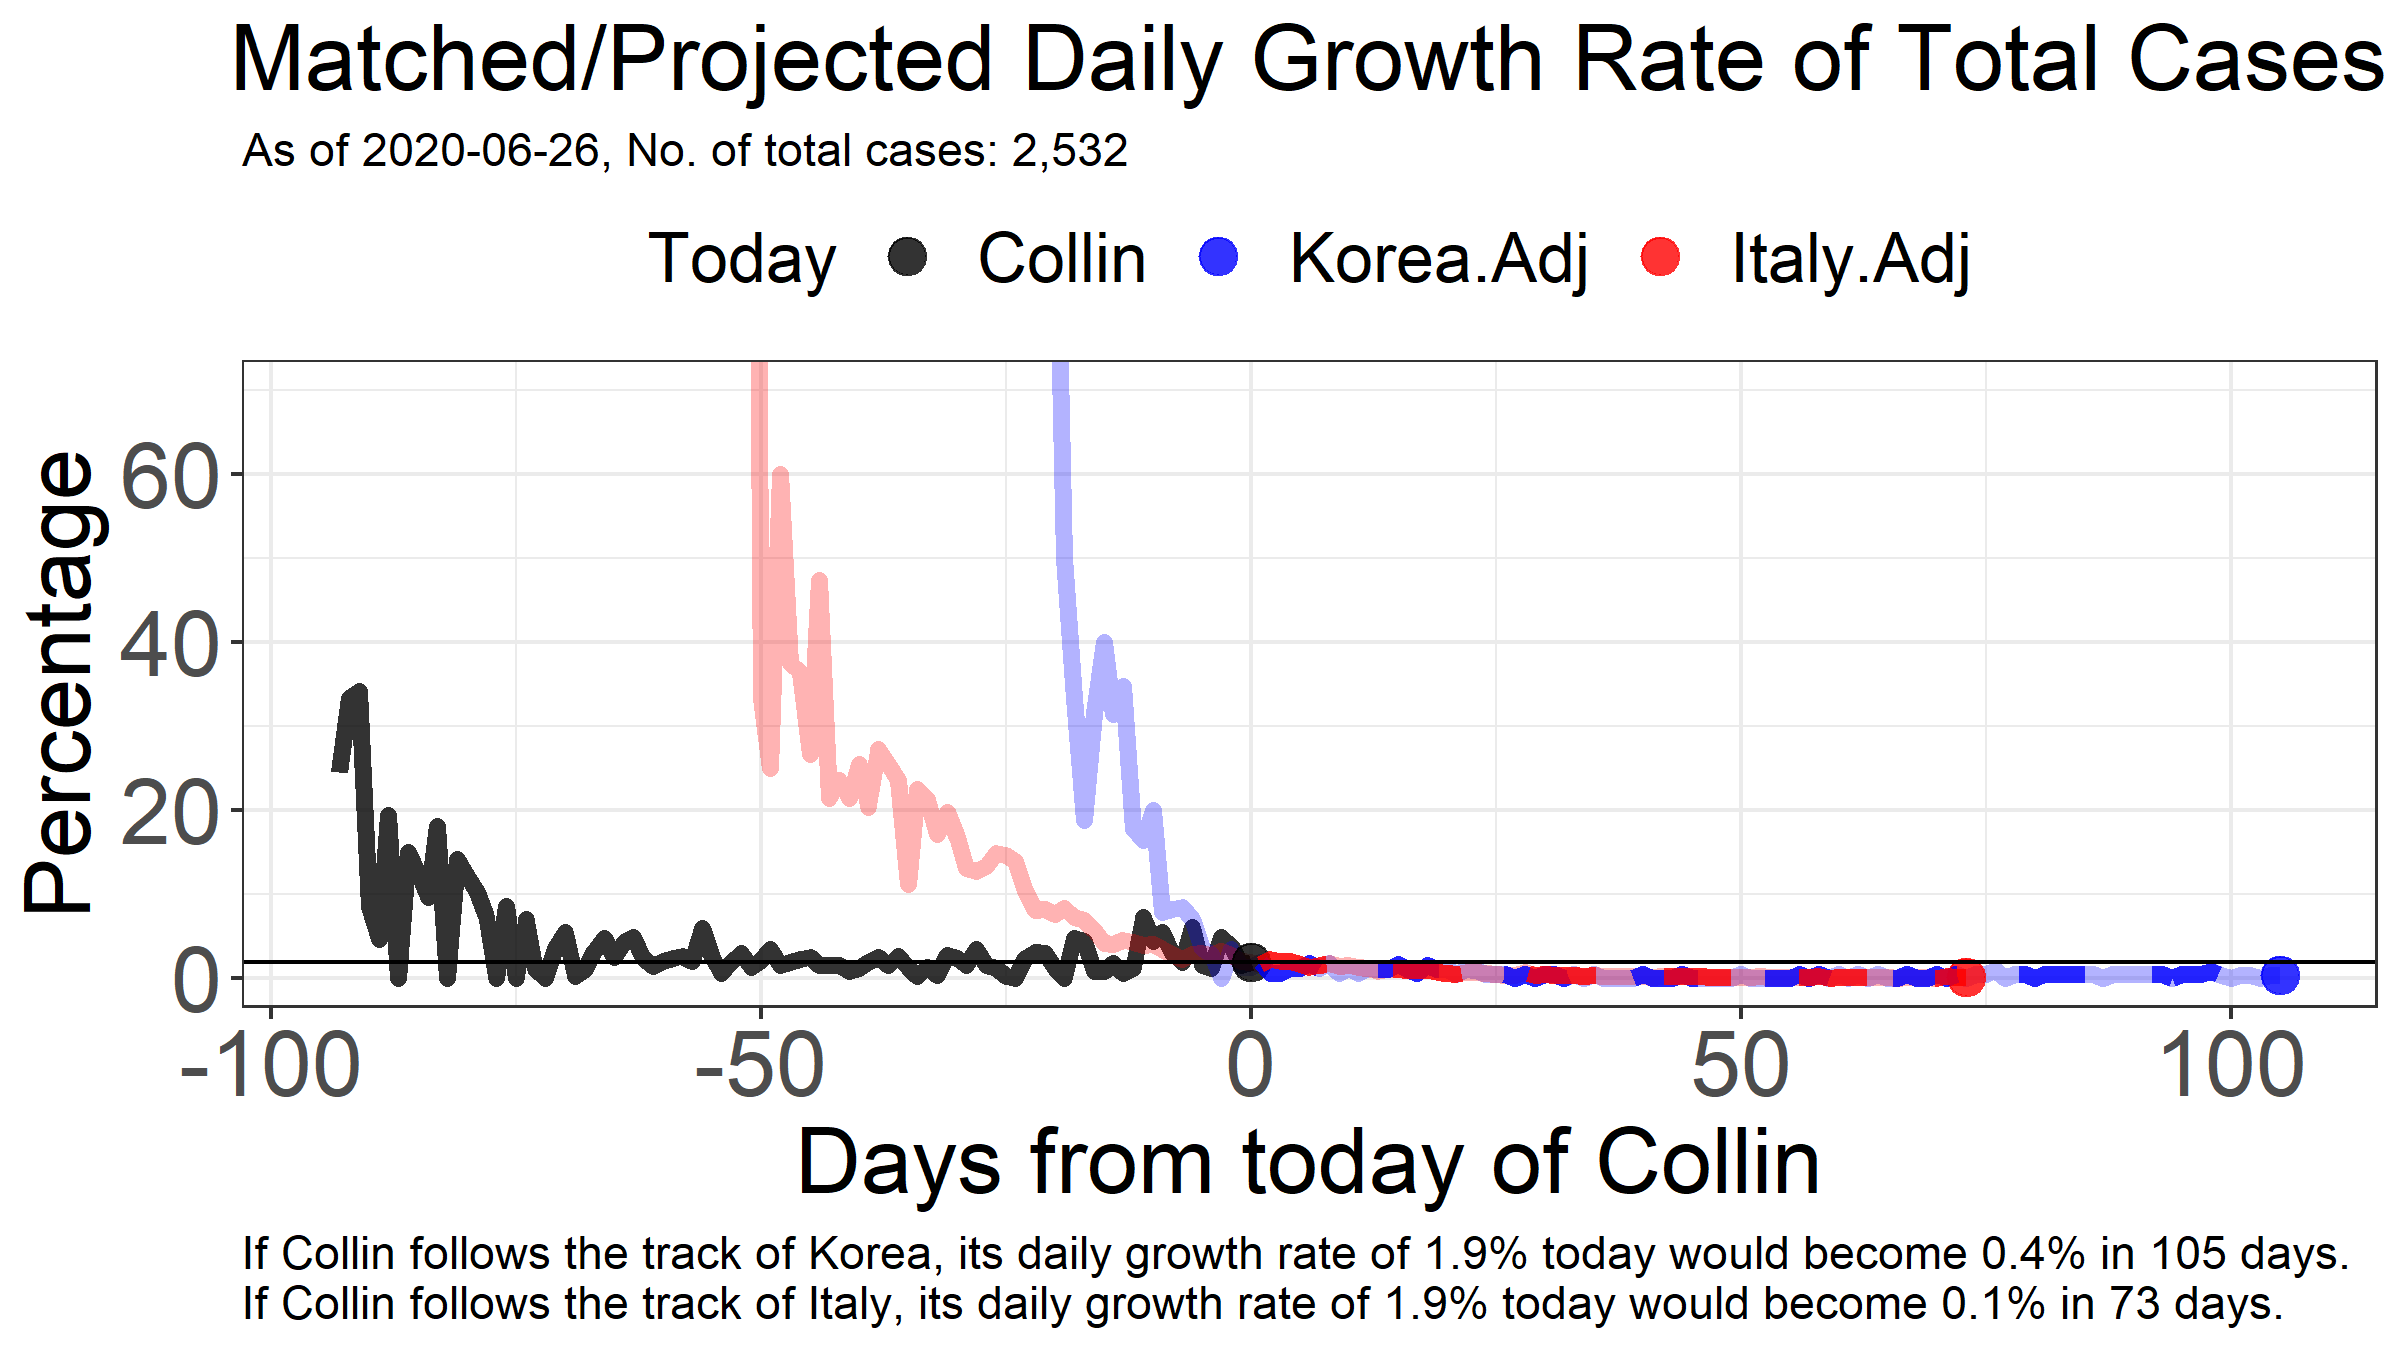 Matched/Projected Daily Growth Rate of Total Cases
As of 2020-06-26, No. of total cases: 2,532
Today Collin Korea.Adj Italy.Adj
Percentage
60
40
20
0
-100 -50 0 50 100
Days from today of Collin
If Collin follows the track of Korea, its daily growth rate of 1.9% today would become 0.4% in 105 days.
If Collin follows the track of Italy, its daily growth rate of 1.9% today would become 0.1% in 73 days.